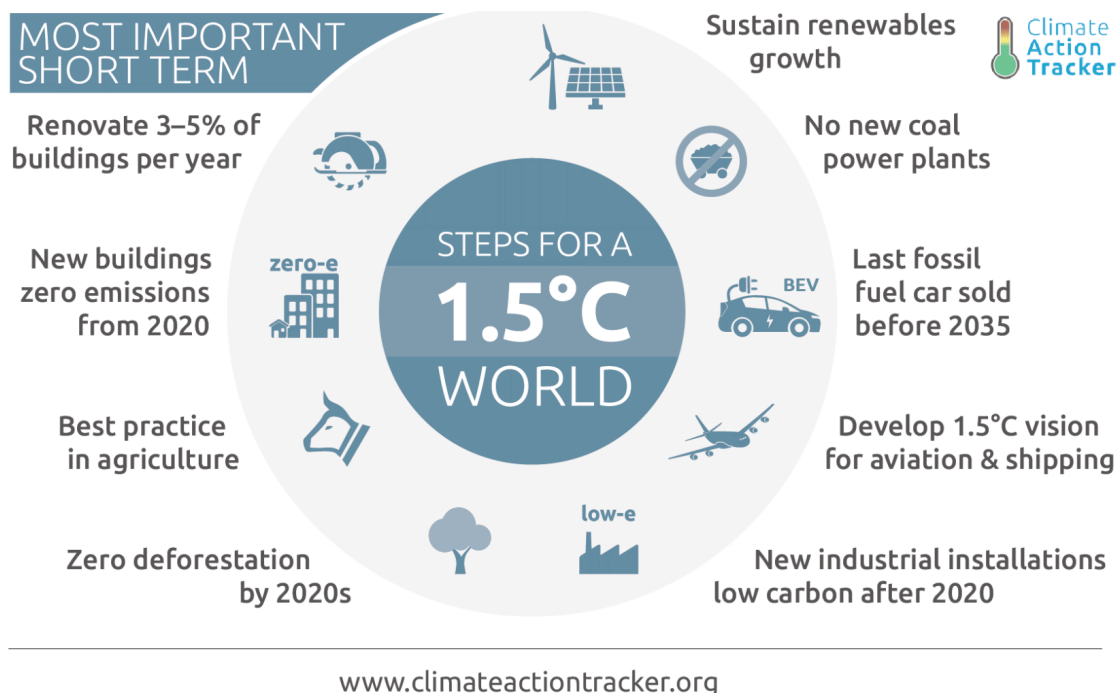 MOST IMPORTANT
SHORT TERM
STEPS FOR A
1.5°C
WORLD
Climate
Action
Tracker
Sustain renewables
growth
No new coal
power plants
BEV
Last fossil
fuel car sold
before 2035
Develop 1.5°C vision
for aviation & shipping
low-e
New industrial installations
low carbon after 2020
Zero deforestation
by 2020s
Best practice
in agriculture
zero-e
New buildings
zero emissions
from 2020
Renovate 3–5% of
buildings per year
www.climateactiontracker.org